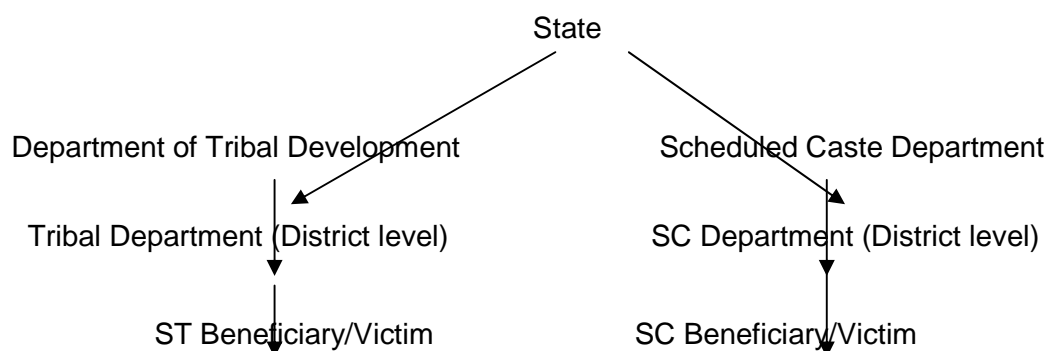 State
Department of Tribal Development Scheduled Caste Department
Tribal Department (District level) SC Department (District level)
ST Beneficiary/Victim SC Beneficiary/Victim